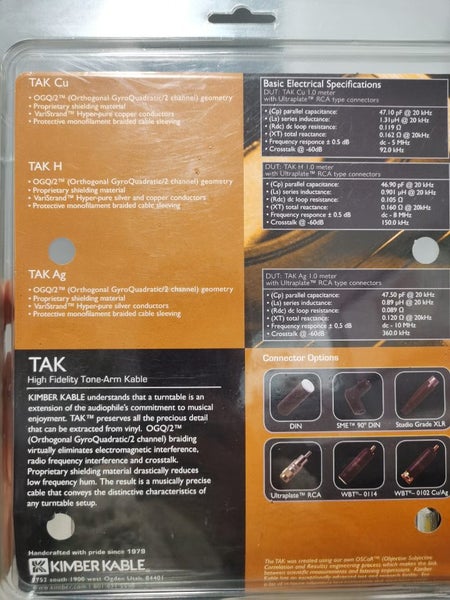 TAK Cu
• OGQ/2™ (Orthogonal GyroQuadratic/2 channel) geometry
• Proprietary shielding material
• VariStrand™ Hyper-pure copper conductors
• Protective monofilament braided cable sleeving
Basic Electrical Specifications
DUT: TAK Cu 1.0 meter
with Ultraplate™ RCA type connectors
• (Cp) parallel capacitance: 47.10 pF @ 20 kHz
• (Ls) series inductance: 1.31µH @ 20 kHz
• (Rdc) dc loop resistance: 0.119 Ω
• (XT) total reactance: 0.162 Ω @ 20kHz
• Frequency response ± 0.5 dB dc - 5 MHz
• Crosstalk @ -60dB 92.0 kHz
TAK H
• OGQ/2™ (Orthogonal GyroQuadratic/2 channel) geometry
• Proprietary shielding material
• VariStrand™ Hyper-pure silver and copper conductors
• Protective monofilament braided cable sleeving
DUT: TAK H 1.0 meter
with Ultraplate™ RCA type connectors
• (Cp) parallel capacitance: 46.90 pF @ 20 kHz
• (Ls) series inductance: 0.901 µH @ 20 kHz
• (Rdc) dc loop resistance: 0.105 Ω
• (XT) total reactance: 0.160 Ω @ 20kHz
• Frequency responce ± 0.5 dB dc - 8 MHz
• Crosstalk @ -60dB 150.0 kHz
TAK Ag
• OGQ/2™ (Orthogonal GyroQuadratic/2 channel) geometry
• Proprietary shielding material
• VariStrand™ Hyper-pure silver conductors
• Protective monofilament braided cable sleeving
DUT: TAK Ag 1.0 meter
with Ultraplate™ RCA type connectors
• (Cp) parallel capacitance: 47.50 pF @ 20 kHz
• (Ls) series inductance: 0.89 µH @ 20 kHz
• (Rdc) dc loop resistance: 0.089 Ω
• (XT) total reactance: 0.120 Ω @ 20kHz
• Frequency responce ± 0.5 dB dc - 10 MHz
• Crosstalk @ -60dB 360.0 kHz
TAK
High Fidelity Tone-Arm Kable
KIMBER KABLE understands that a turntable is an
extension of the audiophile's commitment to musical
enjoyment. TAK™ preserves all the precious detail
that can be extracted from vinyl. OGQ/2™
(Orthogonal GyroQuadratic/2 channel) braiding
virtually eliminates electromagnetic interference,
radio frequency interference and crosstalk.
Proprietary shielding material drastically reduces
low frequency hum. The result is a musically precise
cable that conveys the distinctive characteristics of
any turntable setup.
Connector Options
DIN
SME™ 90° DIN
Studio Grade XLR
Ultraplate™ RCA
WBT®- 0114
WBT®- 0102 Cu/Ag
Handcrafted with pride since 1979
KIMBER KABLE
2752 south 1900 west Ogden Utah, 84401
The TAK was created using our own OSCaR™ (Objective Subjective
Correlation and Results) engineering process which makes the link
between scientific measurements and listening impressions. Kimber